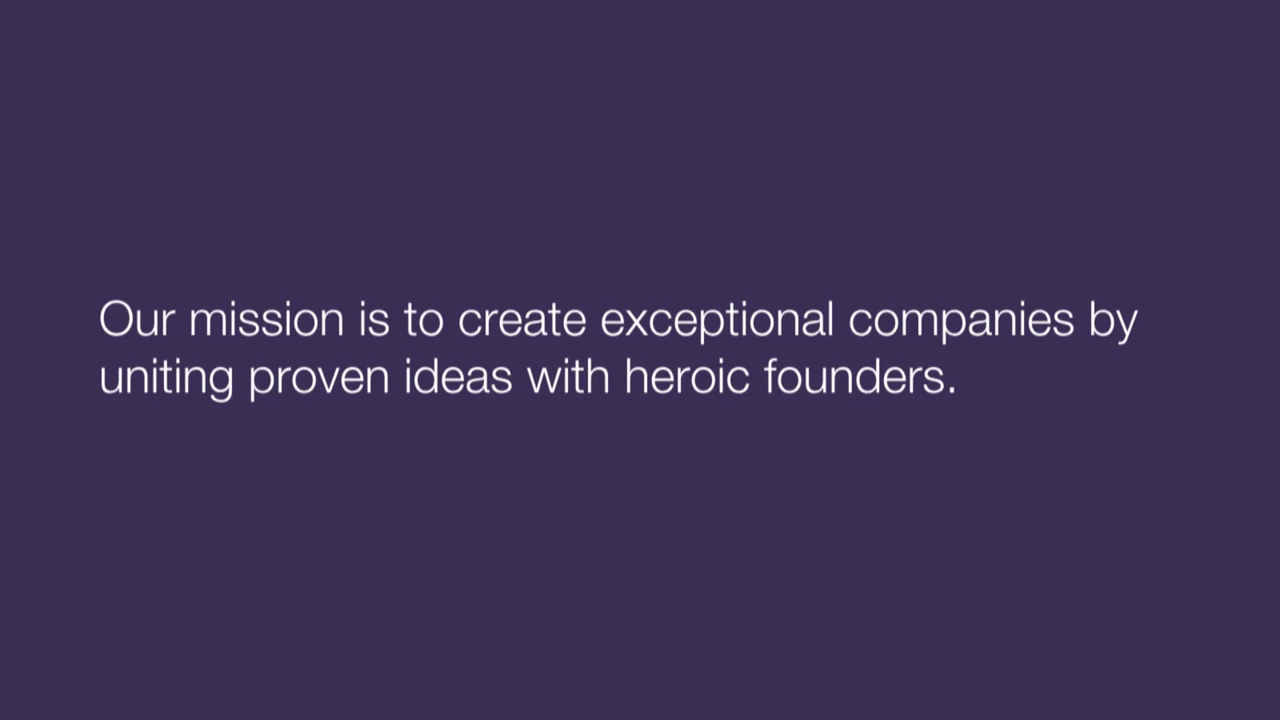 Our mission is to create exceptional companies by
uniting proven ideas with heroic founders.